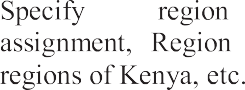 Specify region
assignment, Region
regions of Kenya, etc.